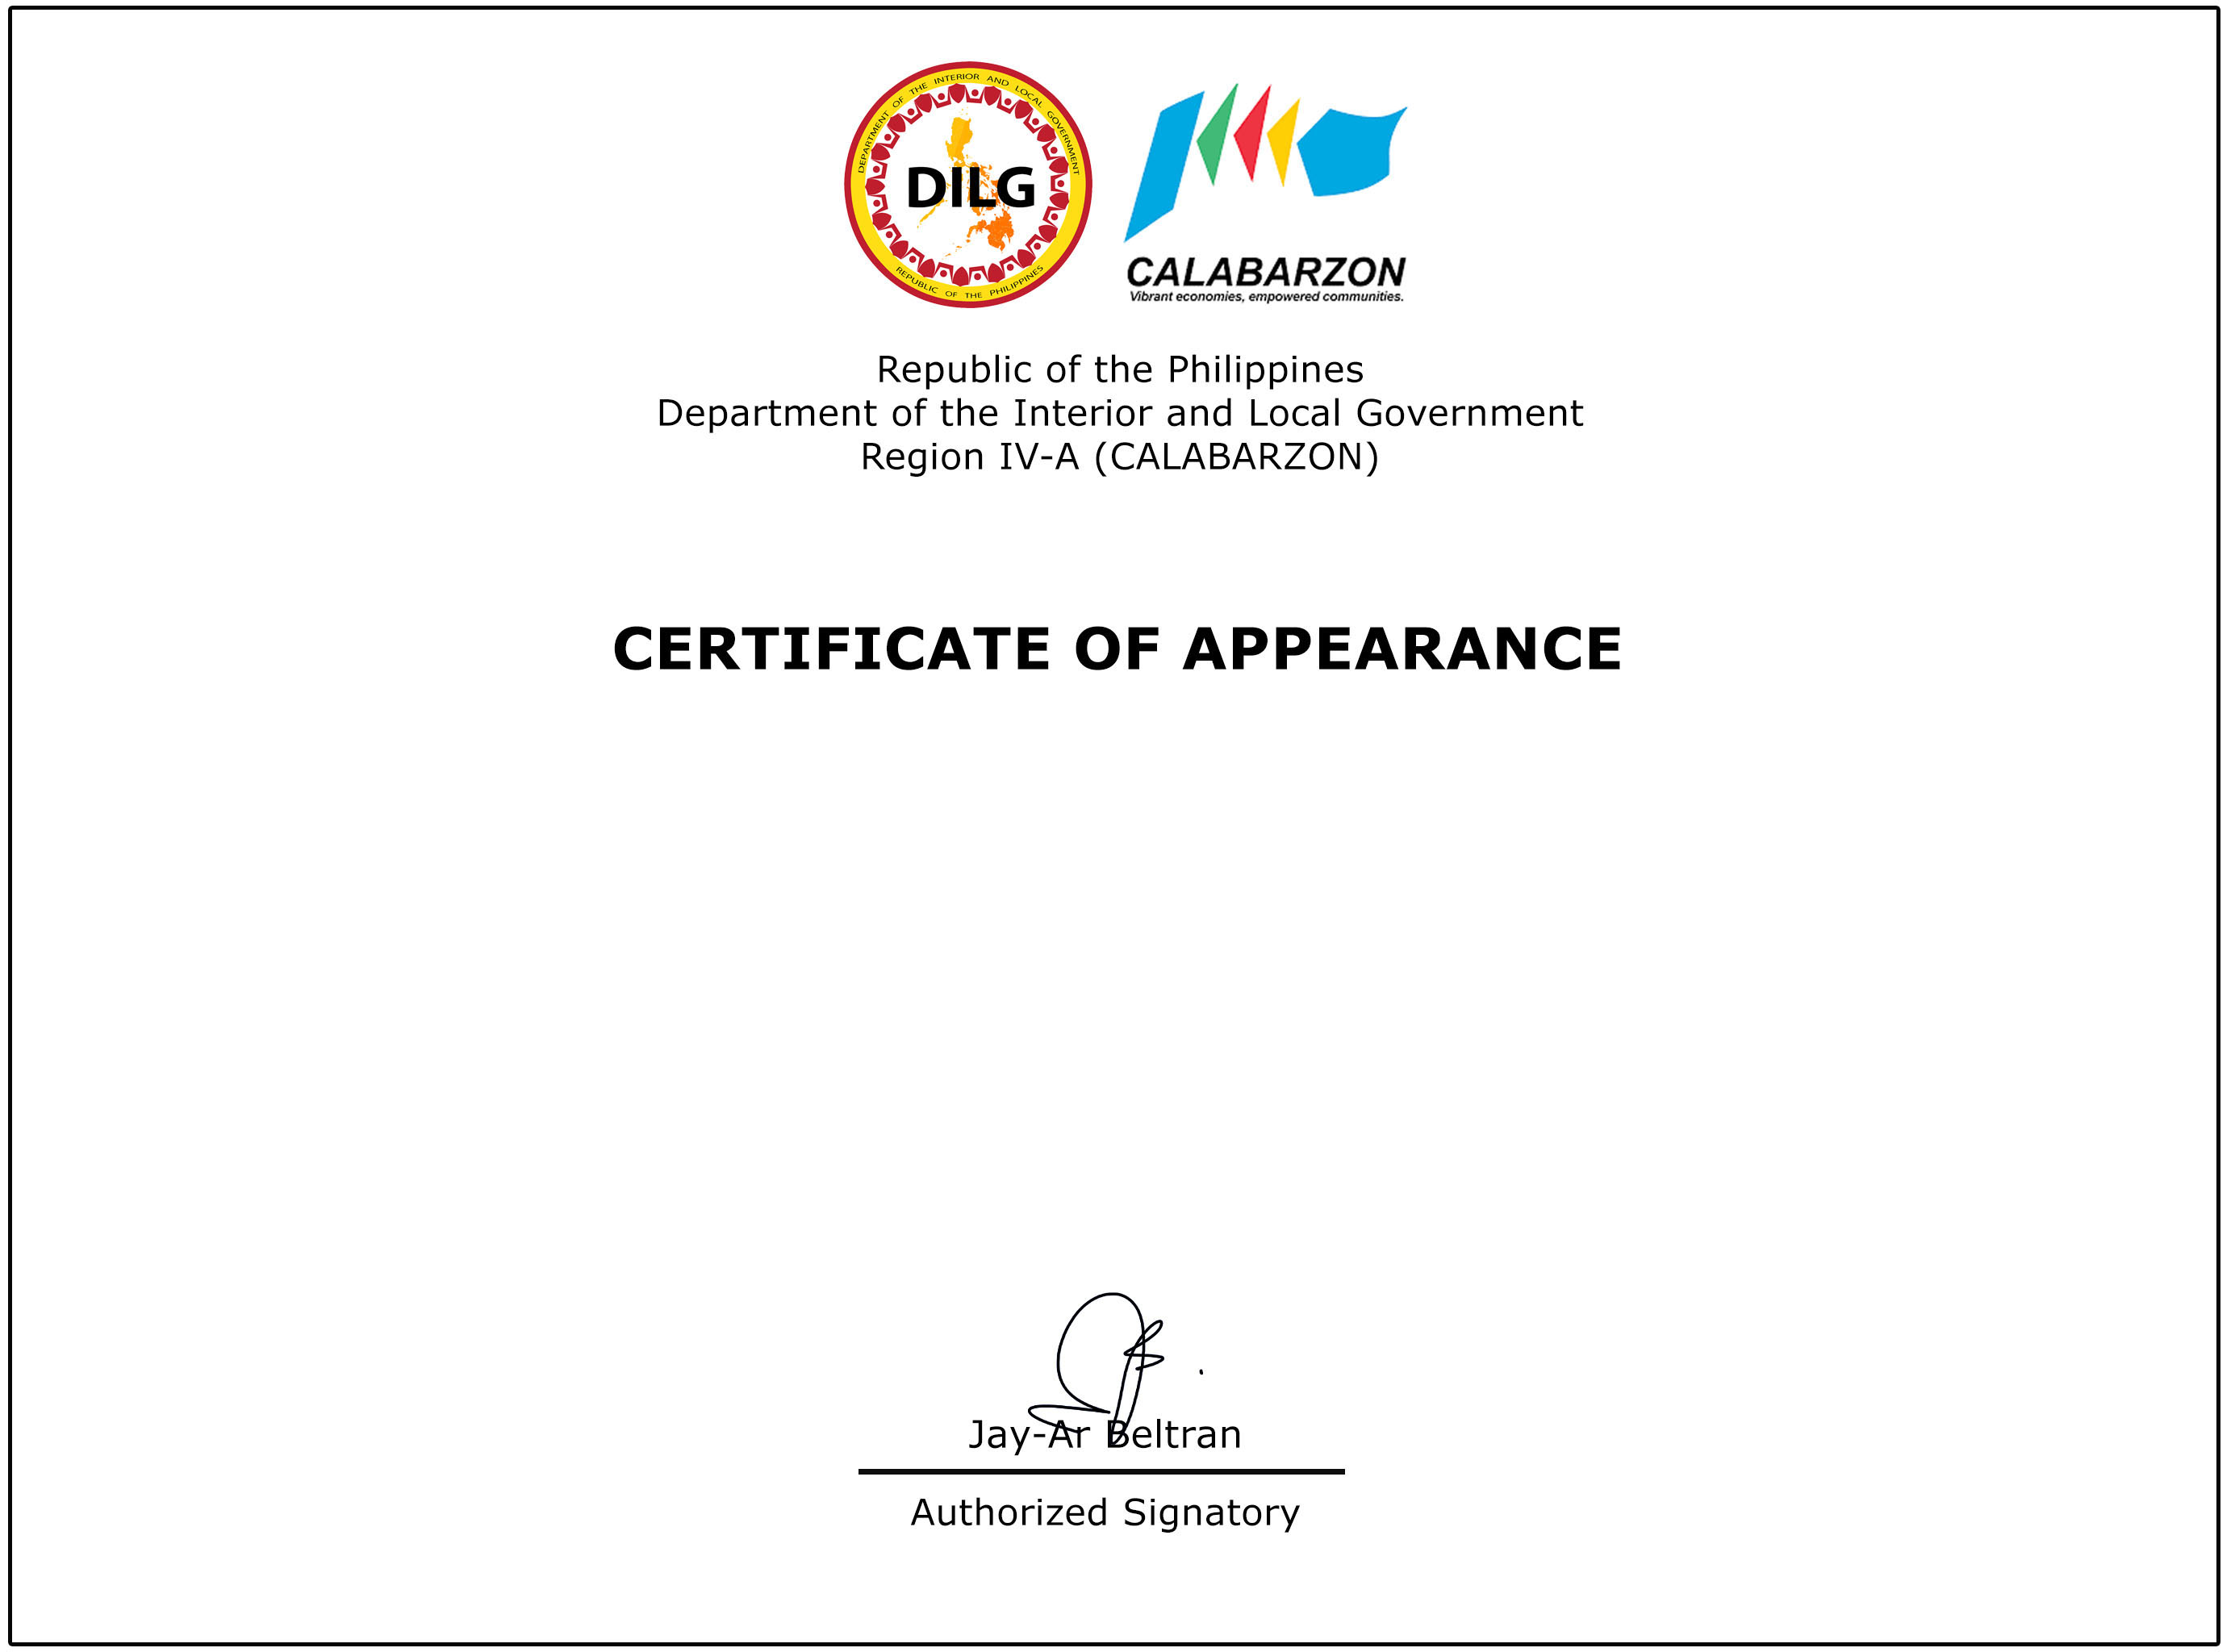 DEPARTMENT OF THE INTERIOR AND LOCAL GOVERNMENT
DILG
REPUBLIC OF THE PHILIPPINES
CALABARZON
Vibrant economies, empowered communities.
Republic of the Philippines
Department of the Interior and Local Government
Region IV-A (CALABARZON)
CERTIFICATE OF APPEARANCE
Jay-Ar Beltran
Authorized Signatory